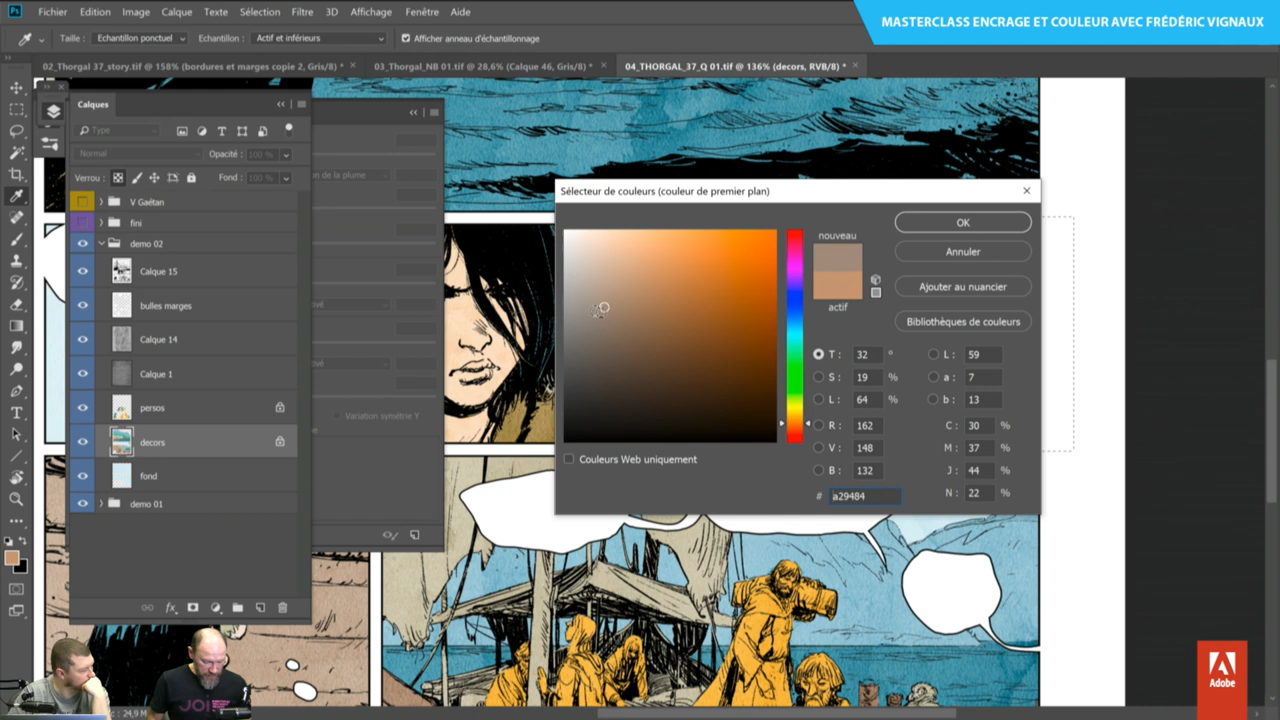 Fichier Edition Image Calque Texte Sélection Filtre 3D Affichage Fenêtre Aide
MASTERCLASS ENCRAGE ET COULEUR AVEC FRÉDÉRIC VIGNAUX
Taille : Echantillon ponctuel Echantillon : Actif et inférieurs Afficher anneau d'échantillonnage
02_Thorgal 37_story.tif @ 158% (bordures et marges copie 2, Gris/8) * 03_Thorgal_NB 01.tif @ 28,6% (Calque 46, Gris/8) * 04_THORGAL_37_Q 01.tif @ 136% (decors, RVB/8) *
Calques
Type
Normal Opacité : 100 %
Verrou : Fond : 100 %
V Gaétan
fini
demo 02
Calque 15
bulles marges
Calque 14
Calque 1
persos
decors
fond
demo 01
Variation symétrie Y
Sélecteur de couleurs (couleur de premier plan)
nouveau
actif
OK
Annuler
Ajouter au nuancier
Bibliothèques de couleurs
T : 32 ° L : 59
S : 19 % a : 7
L : 64 % b : 13
R : 162 C : 30 %
V : 148 M : 37 %
B : 132 J : 44 %
# a29484 N : 22 %
Couleurs Web uniquement
JOIE
Adobe